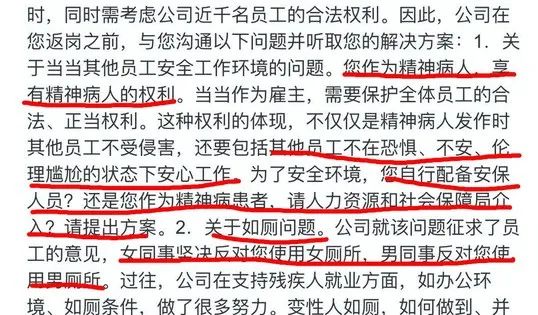 时，同时需考虑公司近千名员工的合法权利。因此，公司在
您返岗之前，与您沟通以下问题并听取您的解决方案：1．关
于当当其他员工安全工作环境的问题。您作为精神病人，享
有精神病人的权利。当当作为雇主，需要保护全体员工的合
法、正当权利。这种权利的体现，不仅仅是精神病人发作时
其他员工不受侵害，还要包括其他员工不在恐惧、不安、伦
理尴尬的状态下安心工作。为了安全环境，您自行配备安保
人员？还是您作为精神病患者，请人力资源和社会保障局介
入？请提出方案。2．关于如厕问题。公司就该问题征求了员
工的意见，女同事坚决反对您使用女厕所，男同事反对您使
用男厕所。过往，公司在支持残疾人就业方面，如办公环
境、如厕条件，做了很多努力。变性人如厕，如何做到、并